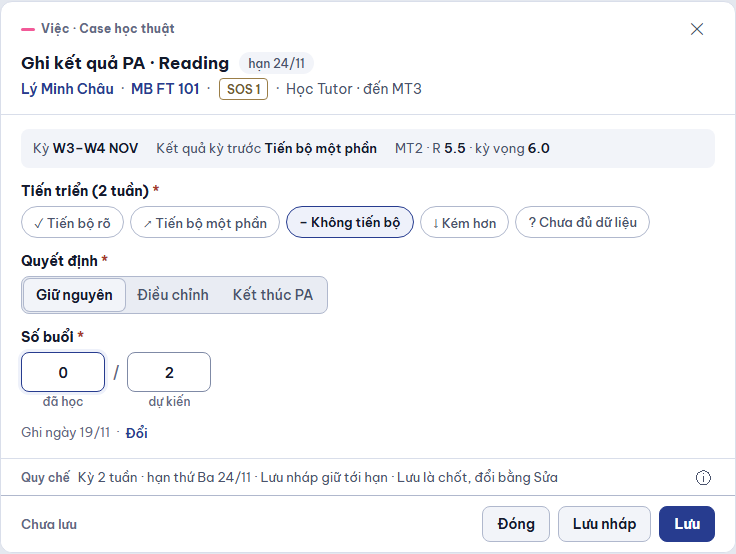 Việc · Case học thuật
Ghi kết quả PA · Reading hạn 24/11
Lý Minh Châu · MB FT 101 · SOS 1 · Học Tutor · đến MT3
Kỳ W3–W4 NOV Kết quả kỳ trước Tiến bộ một phần MT2 · R 5.5 · kỳ vọng 6.0
Tiến triển (2 tuần) *
✓ Tiến bộ rõ ↗ Tiến bộ một phần – Không tiến bộ ↓ Kém hơn ? Chưa đủ dữ liệu
Quyết định *
Giữ nguyên Điều chỉnh Kết thúc PA
Số buổi *
0 / 2
đã học dự kiến
Ghi ngày 19/11 · Đổi
Quy chế Kỳ 2 tuần · hạn thứ Ba 24/11 · Lưu nháp giữ tới hạn · Lưu là chốt, đổi bằng Sửa
Chưa lưu Đóng Lưu nháp Lưu